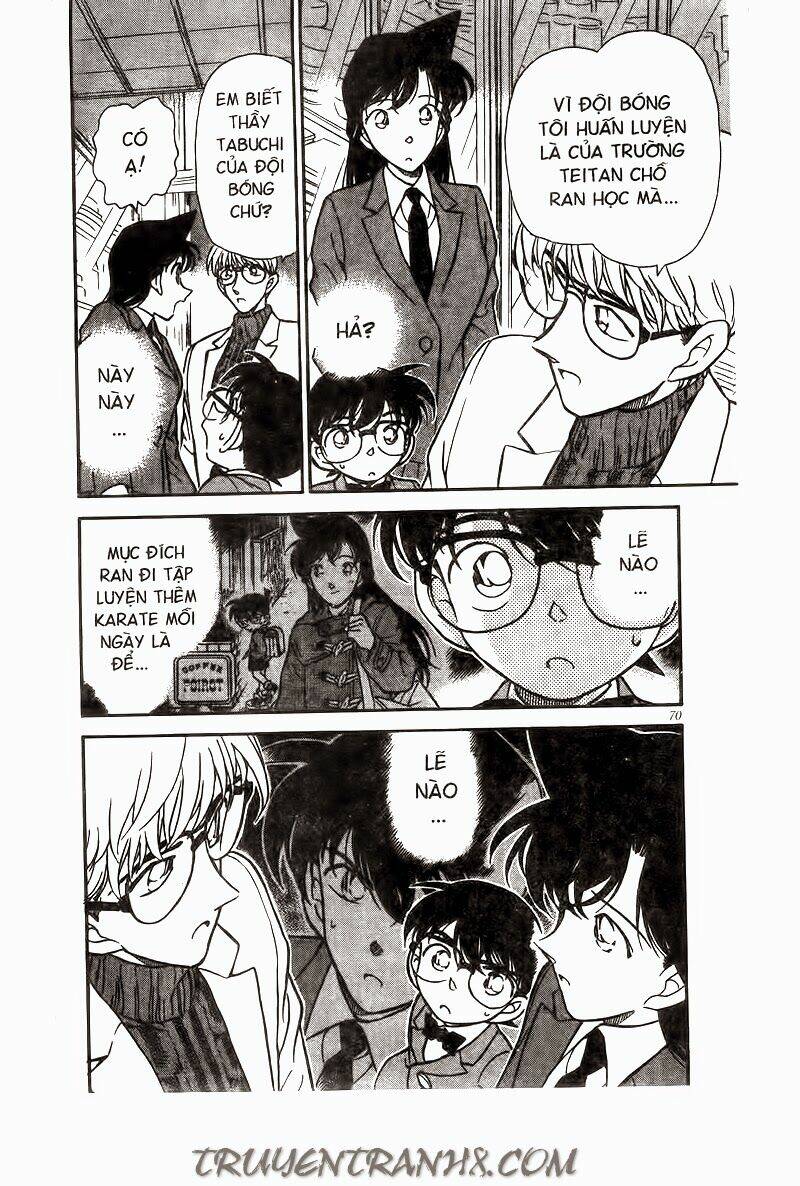 EM BIẾT
THẦY
TABUCHI
CỦA ĐỘI
BÓNG
CHỨ?
CÓ
Ạ!
NÀY
NÀY
...
VÌ ĐỘI BÓNG
TÔI HUẤN LUYỆN
LÀ CỦA TRƯỜNG
TEITAN CHỖ
RAN HỌC MÀ...
HẢ?
MỤC ĐÍCH
RAN ĐI TẬP
LUYỆN THÊM
KARATE MỖI
NGÀY LÀ
ĐỂ...
COFFEE
POIROT
LẼ
NÀO
...
70
LẼ
NÀO
...
TRUYENTRANH8.COM